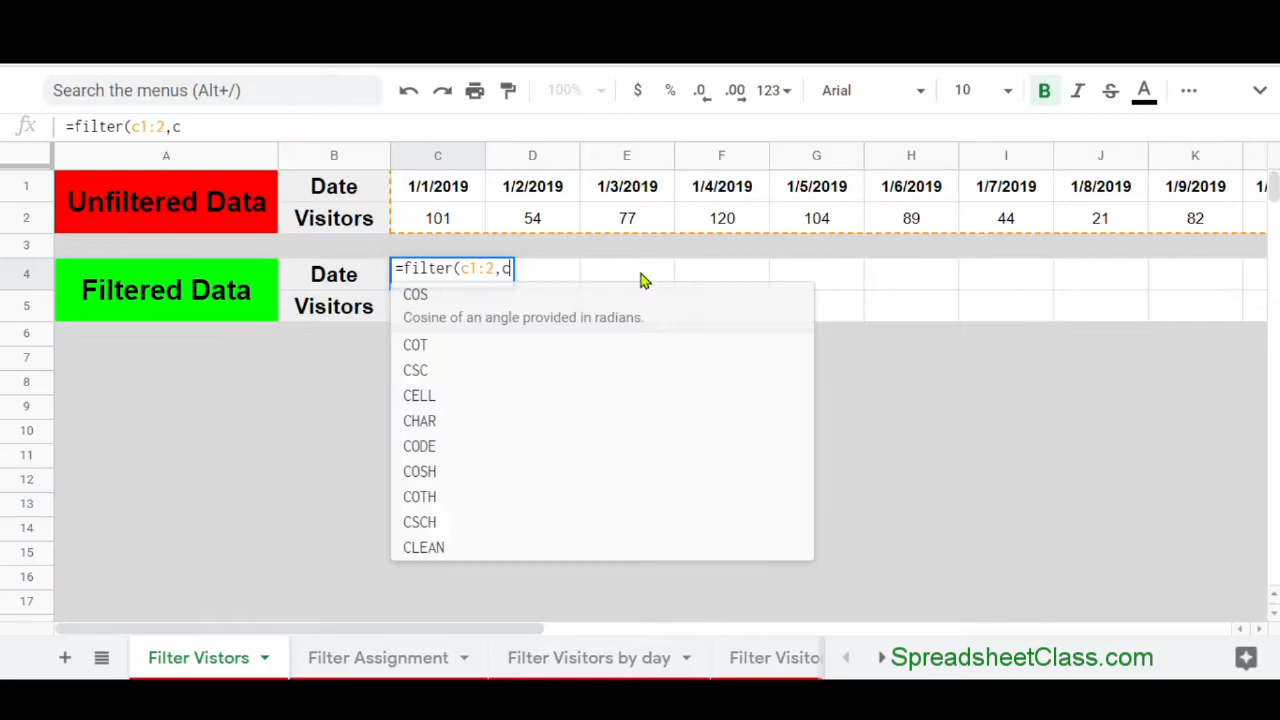 Search the menus (Alt+/)
100%
$ % .0 .00 123
Arial
10
B I S A
fx
=filter(c1:2,c
A B C D E F G H I J K
1 Unfiltered Data Date 1/1/2019 1/2/2019 1/3/2019 1/4/2019 1/5/2019 1/6/2019 1/7/2019 1/8/2019 1/9/2019 1/
2 Visitors 101 54 77 120 104 89 44 21 82
3
4 Filtered Data Date =filter(c1:2,c
5 Visitors
COS
Cosine of an angle provided in radians.
COT
CSC
CELL
CHAR
CODE
COSH
COTH
CSCH
CLEAN
6
7
8
9
10
11
12
13
14
15
16
17
Filter Vistors
Filter Assignment
Filter Visitors by day
Filter Visito
SpreadsheetClass.com